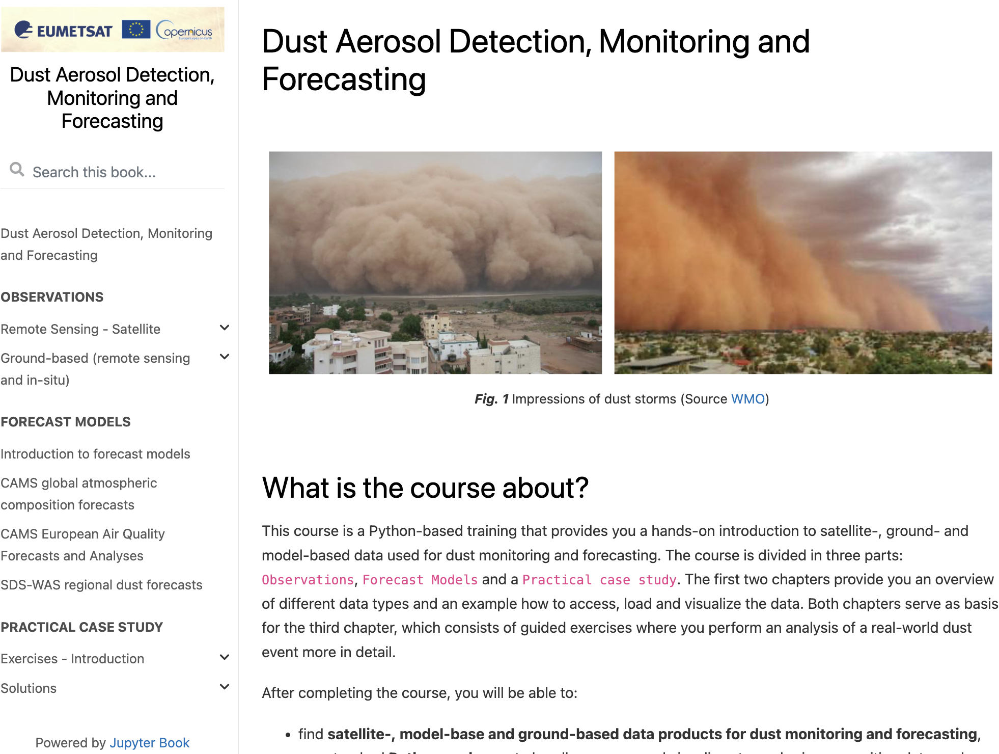 EUMETSAT
opernicus
Europe's eyes on Earth
Dust Aerosol Detection,
Monitoring and
Forecasting
Search this book...
Dust Aerosol Detection, Monitoring
and Forecasting
OBSERVATIONS
Remote Sensing - Satellite
Ground-based (remote sensing
and in-situ)
FORECAST MODELS
Introduction to forecast models
CAMS global atmospheric
composition forecasts
CAMS European Air Quality
Forecasts and Analyses
SDS-WAS regional dust forecasts
PRACTICAL CASE STUDY
Exercises - Introduction
Solutions
Powered by Jupyter Book
Dust Aerosol Detection, Monitoring and
Forecasting
Fig. 1 Impressions of dust storms (Source WMO)
What is the course about?
This course is a Python-based training that provides you a hands-on introduction to satellite-, ground- and
model-based data used for dust monitoring and forecasting. The course is divided in three parts:
Observations, Forecast Models and a Practical case study. The first two chapters provide you an overview
of different data types and an example how to access, load and visualize the data. Both chapters serve as basis
for the third chapter, which consists of guided exercises where you perform an analysis of a real-world dust
event more in detail.
After completing the course, you will be able to:
• find satellite-, model-base and ground-based data products for dust monitoring and forecasting,